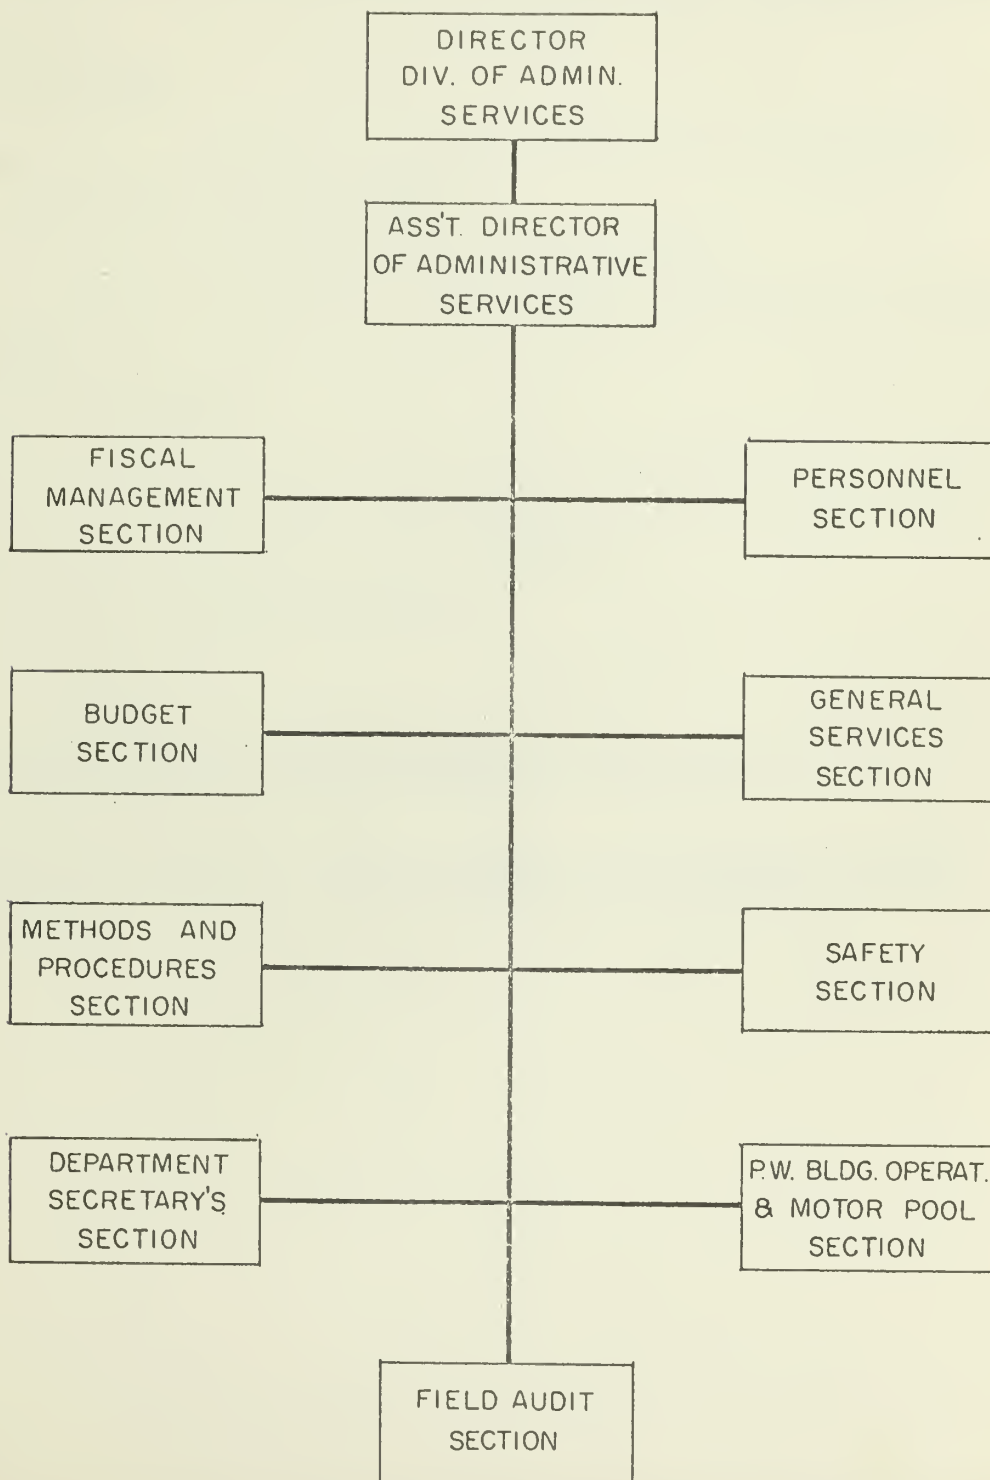 DIRECTOR
DIV. OF ADMIN.
SERVICES
ASS'T. DIRECTOR
OF ADMINISTRATIVE
SERVICES
FISCAL
MANAGEMENT
SECTION
PERSONNEL
SECTION
BUDGET
SECTION
GENERAL
SERVICES
SECTION
METHODS AND
PROCEDURES
SECTION
SAFETY
SECTION
DEPARTMENT
SECRETARY'S
SECTION
P.W. BLDG. OPERAT.
& MOTOR POOL
SECTION
FIELD AUDIT
SECTION